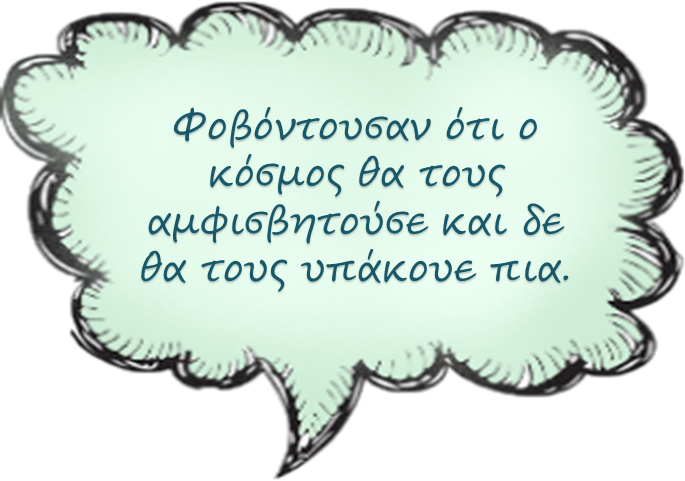 Φοβόντουσαν ότι ο
κόσμος θα τους
αμφισβητούσε και δε
θα τους υπάκουε πια.